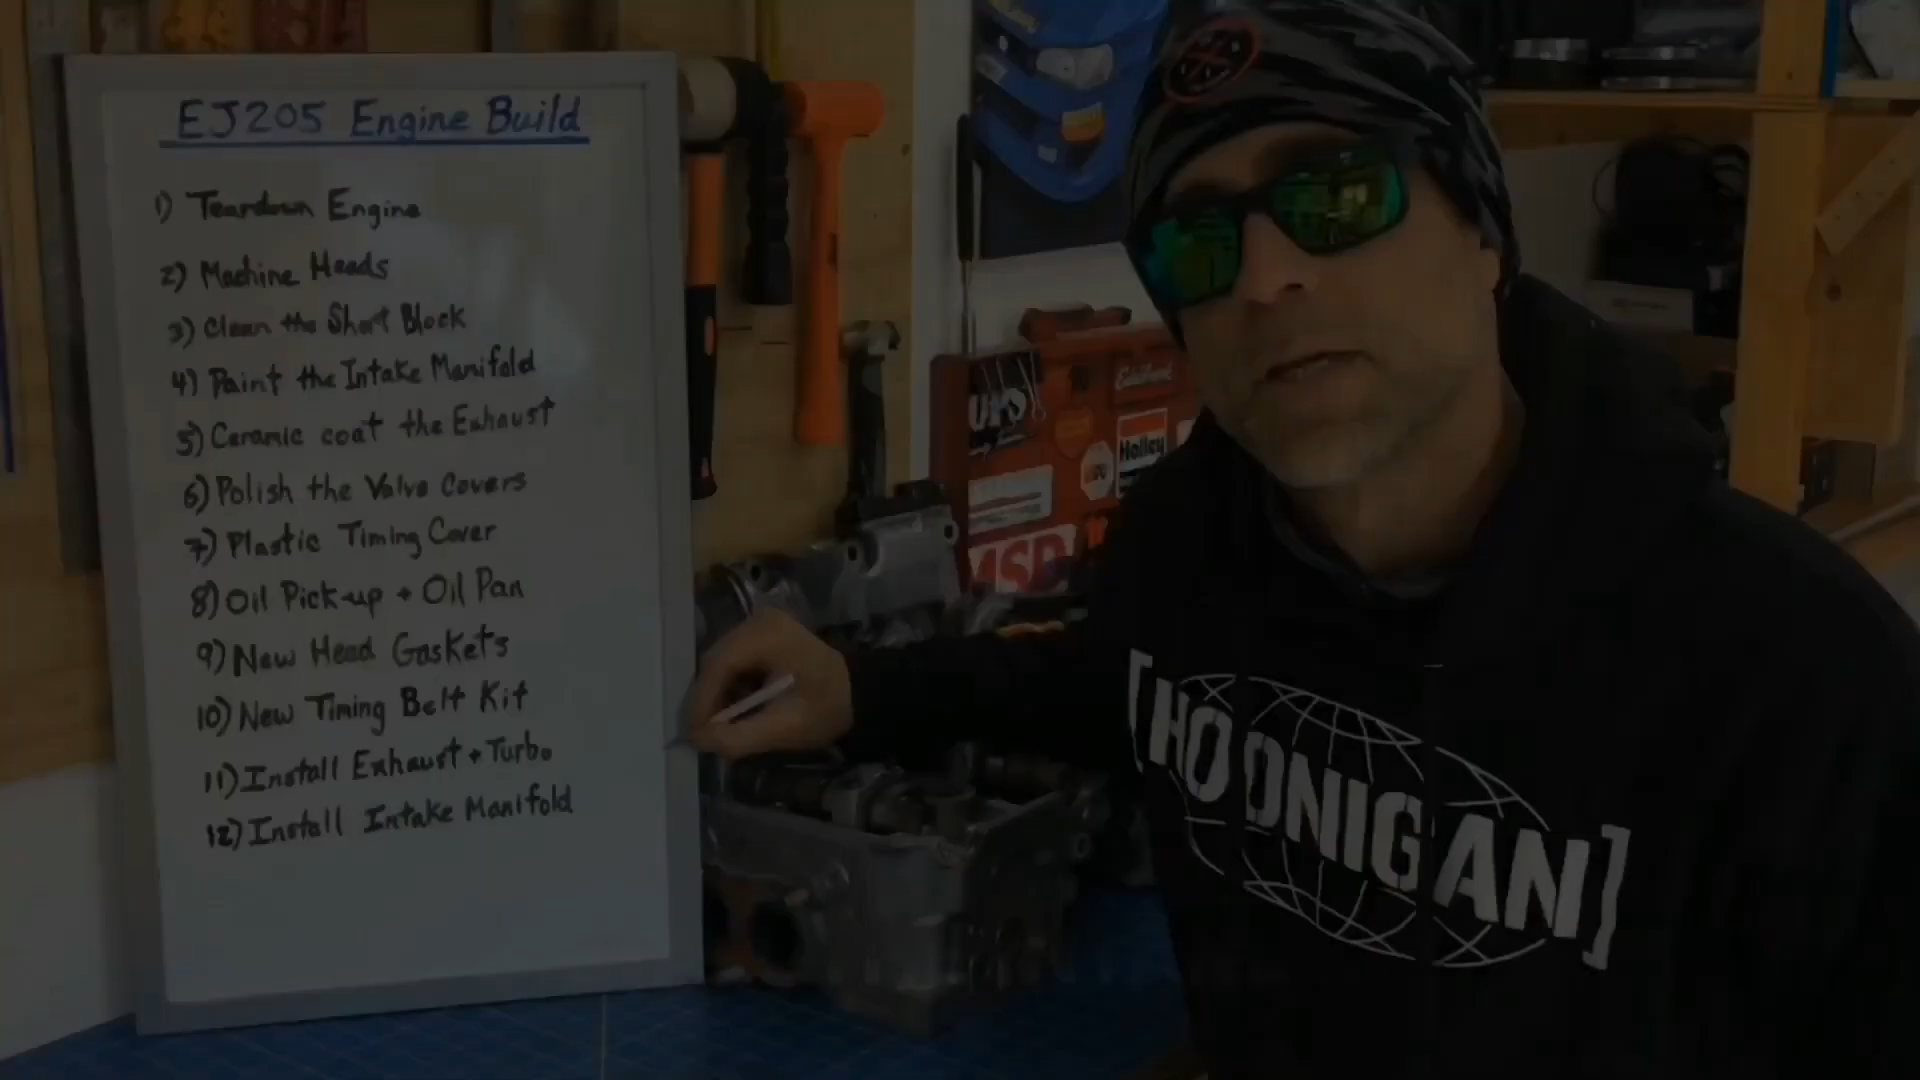 EJ205 Engine Build
1) Teardown Engine
2) Machine Heads
3) Clean the Short Block
4) Paint the Intake Manifold
5) Ceramic coat the Exhaust
6) Polish the Valve Covers
7) Plastic Timing Cover
8) Oil Pick-up + Oil Pan
9) New Head Gaskets
10) New Timing Belt Kit
11) Install Exhaust + Turbo
12) Install Intake Manifold
Edelbrock
Holley
MSD
[HOONIGAN]